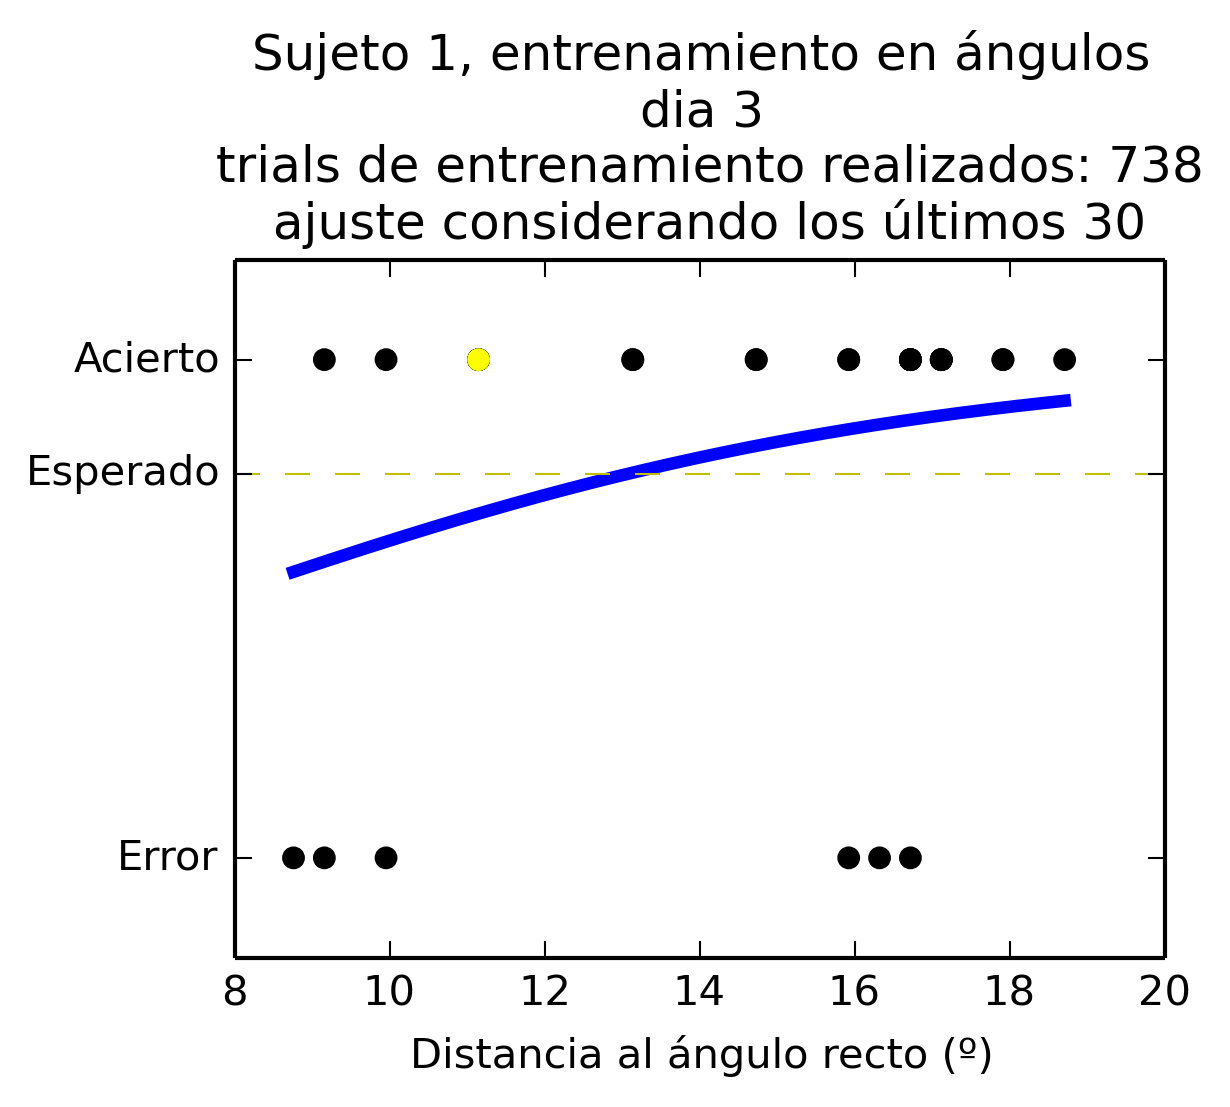 Sujeto 1, entrenamiento en ángulos
dia 3
trials de entrenamiento realizados: 738
ajuste considerando los últimos 30
Acierto
Esperado
Error
8 10 12 14 16 18 20
Distancia al ángulo recto (º)